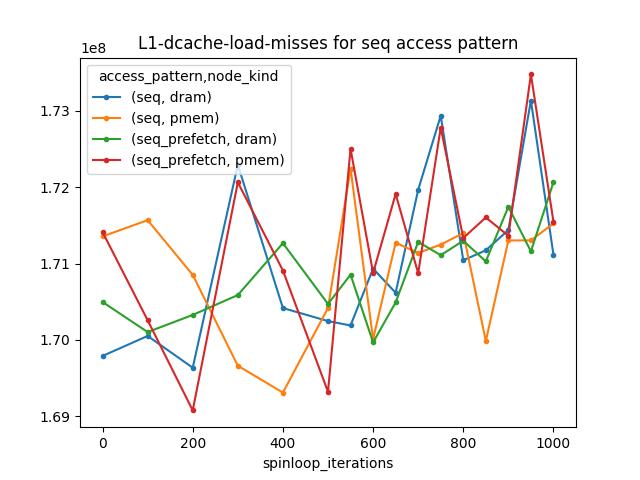 L1-dcache-load-misses for seq access pattern
1e8
access_pattern,node_kind
(seq, dram)
(seq, pmem)
(seq_prefetch, dram)
(seq_prefetch, pmem)
1.73
1.72
1.71
1.70
1.69
0 200 400 600 800 1000
spinloop_iterations